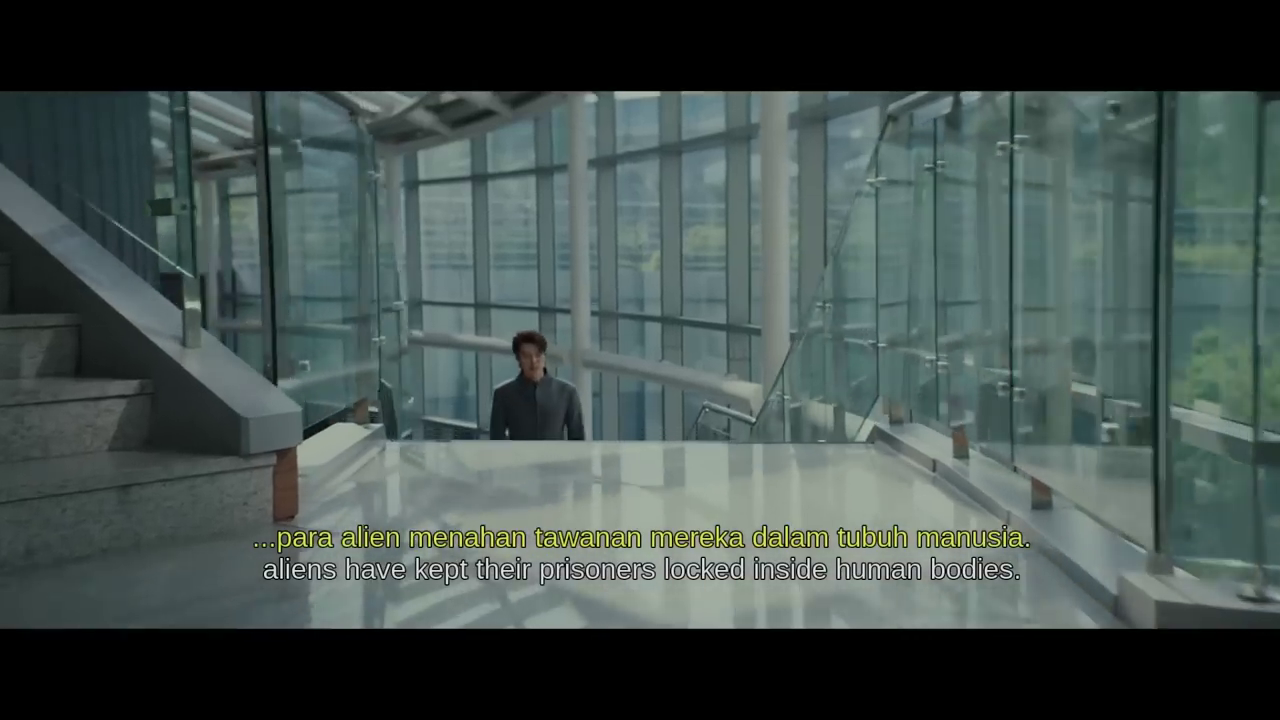 ...para alien menahan tawanan mereka dalam tubuh manusia.
aliens have kept their prisoners locked inside human bodies.